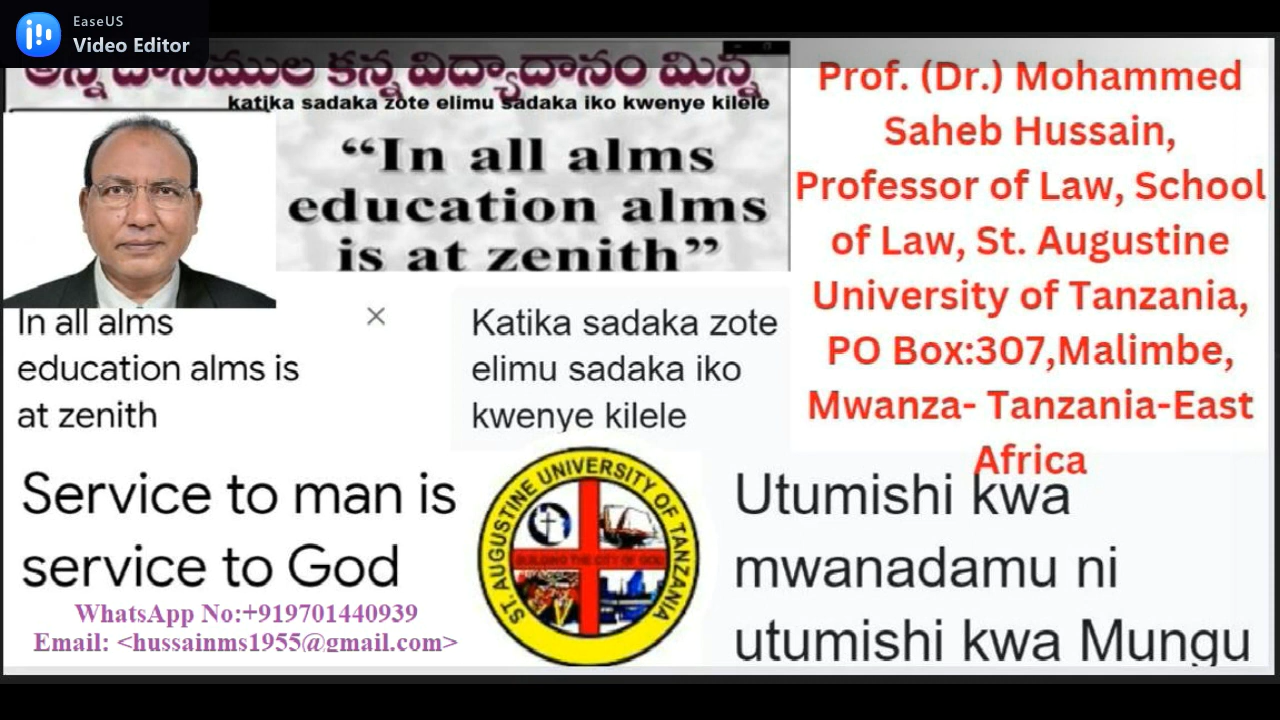 EaseUS
Video Editor
అన్న దానముల కన్న విద్యాదానం మిన్న
katika sadaka zote elimu sadaka iko kwenye kilele
“In all alms
education alms
is at zenith”
Prof. (Dr.) Mohammed
Saheb Hussain,
Professor of Law, School
of Law, St. Augustine
University of Tanzania,
PO Box:307,Malimbe,
Mwanza- Tanzania-East
Africa
In all alms
education alms is
at zenith
Katika sadaka zote
elimu sadaka iko
kwenye kilele
Service to man is
service to God
WhatsApp No:+919701440939
Email: <hussainms1955@gmail.com>
ST. AUGUSTINE UNIVERSITY OF TANZANIA
BUILDING THE CITY OF GOD
Utumishi kwa
mwanadamu ni
utumishi kwa Mungu